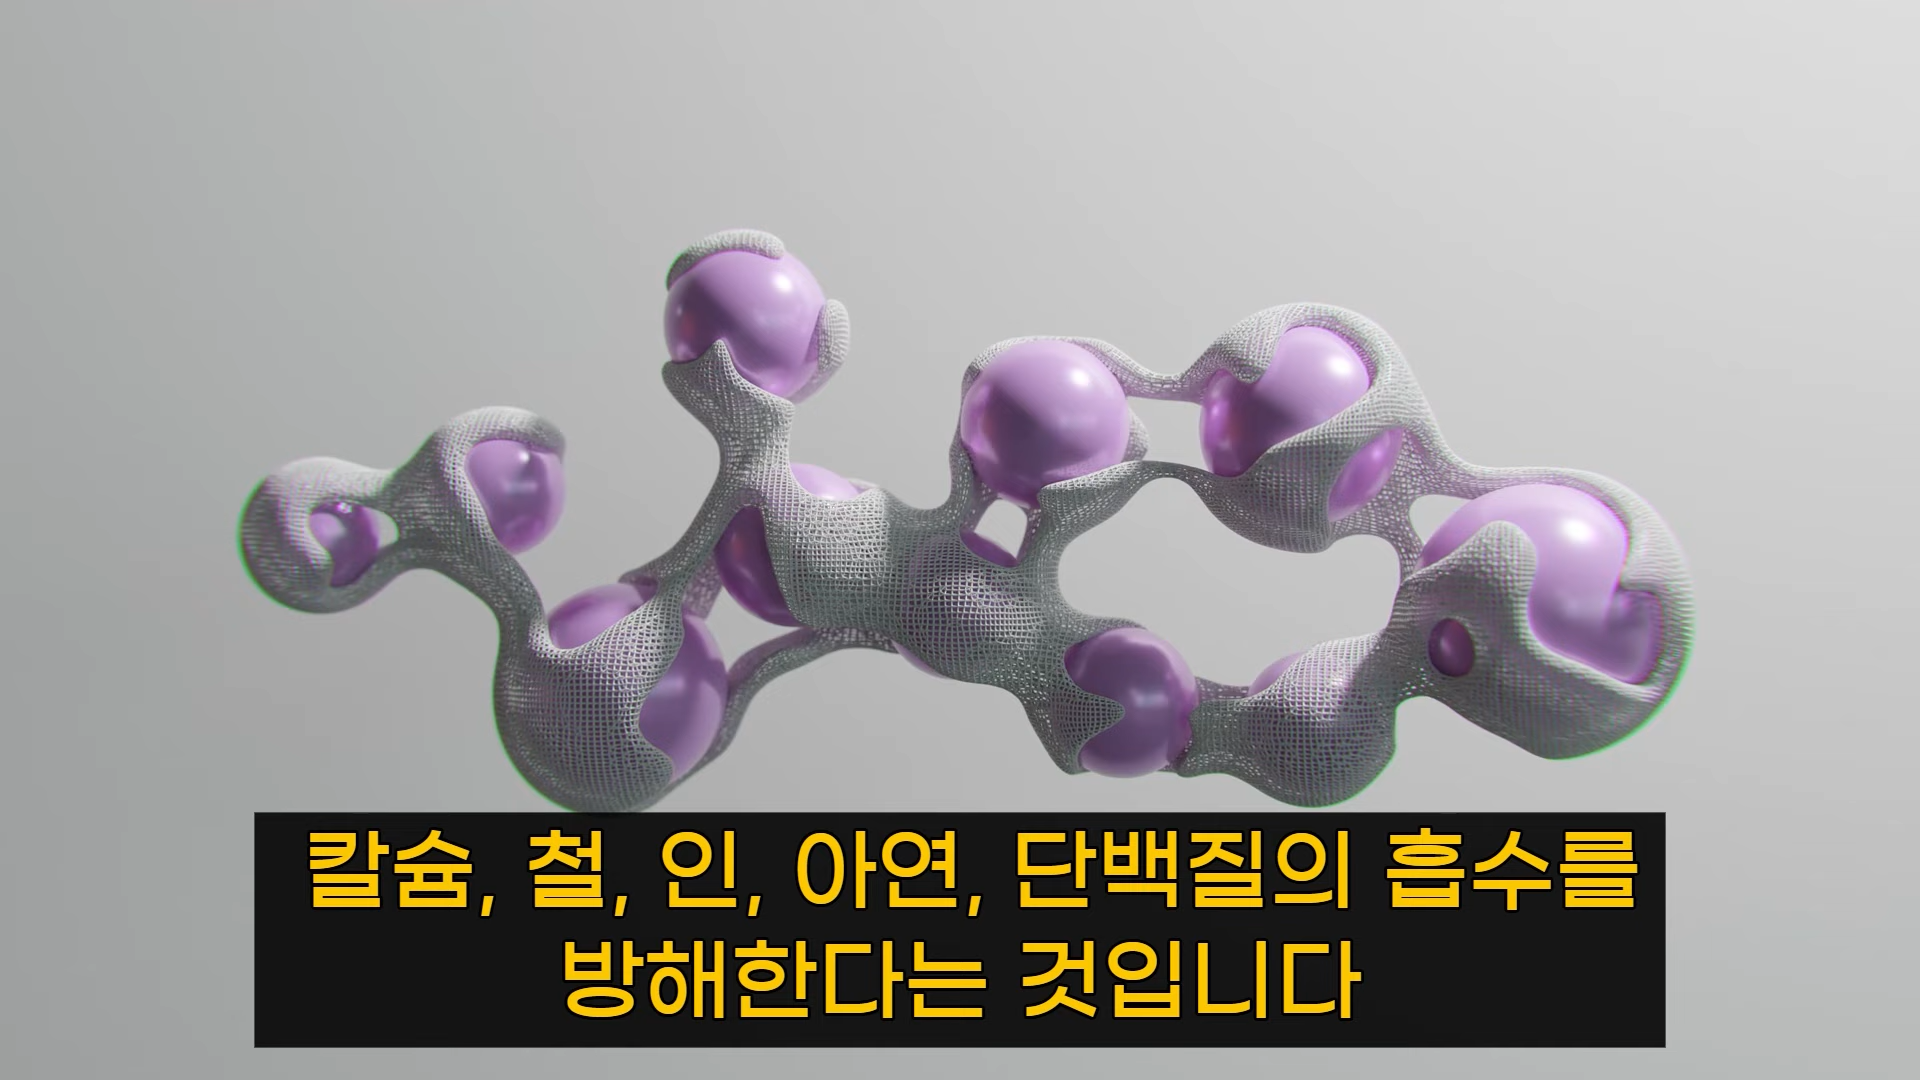 칼슘, 철, 인, 아연, 단백질의 흡수를
방해한다는 것입니다